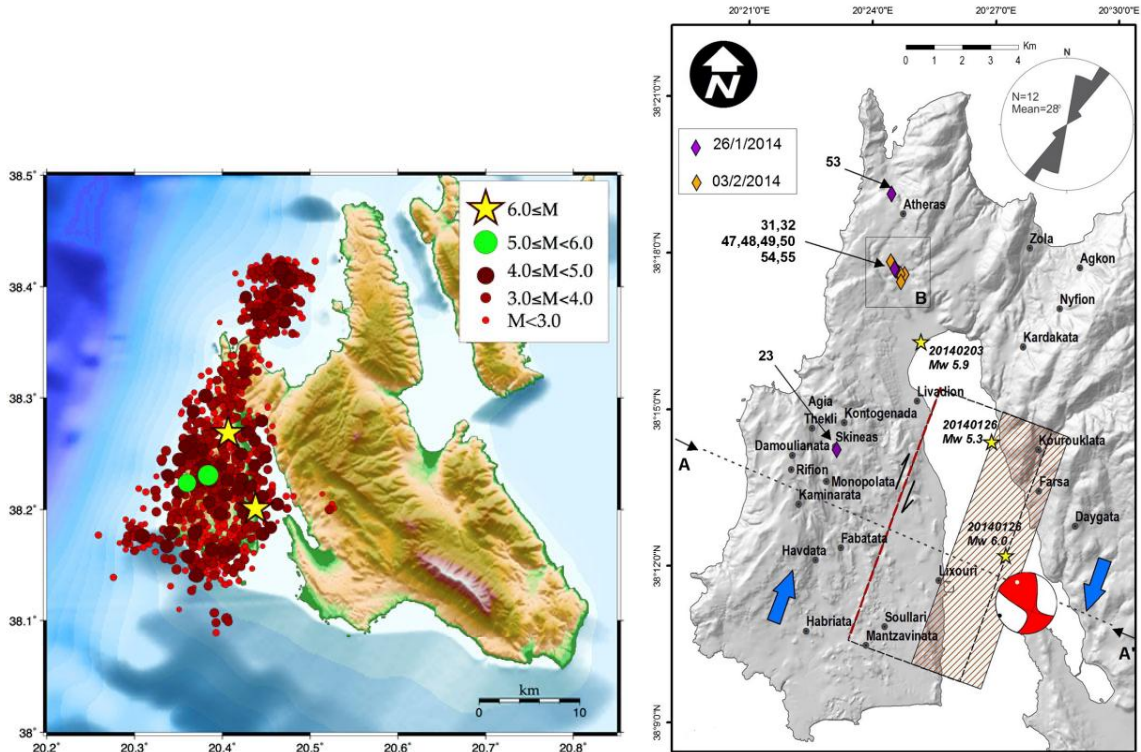 38.5°
38.4°
38.3°
38.2°
38.1°
38°
20.2°
20.3°
20.4°
20.5°
20.6°
20.7°
20.8°
6.0≤M
5.0≤M<6.0
4.0≤M<5.0
3.0≤M<4.0
M<3.0
km
0 10
20°21'0"E
20°24'0"E
20°27'0"E
20°30'0"E
38°21'0"N
38°18'0"N
38°15'0"N
38°12'0"N
38°9'0"N
N
Km
0 1 2 3 4
N
N=12
Mean=28°
26/1/2014
03/2/2014
53
Atheras
31,32
47,48,49,50
54,55
B
Zola
Agkon
Nyfion
Kardakata
20140203
Mw 5.9
23
Livadion
Agia
Thekli
Kontogenada
Skineas
20140126
Mw 5.3
Kourouklata
A
Damoulianata
Rifion
Monopolata
Kaminarata
Farsa
Daygata
20140126
Mw 6.0
Fabatata
Havdata
Lixouri
Habriata
Soullari
Mantzavinata
A'